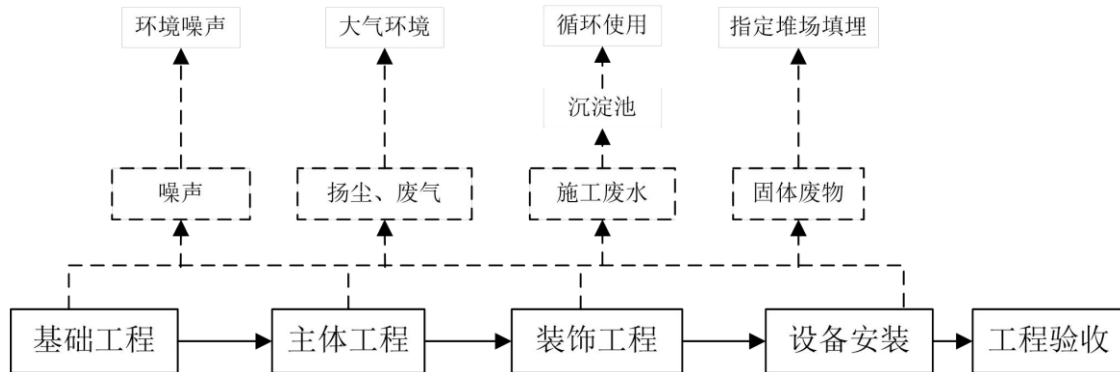 环境噪声
大气环境
循环使用
指定堆场填埋
沉淀池
噪声
扬尘、废气
施工废水
固体废物
基础工程
主体工程
装饰工程
设备安装
工程验收